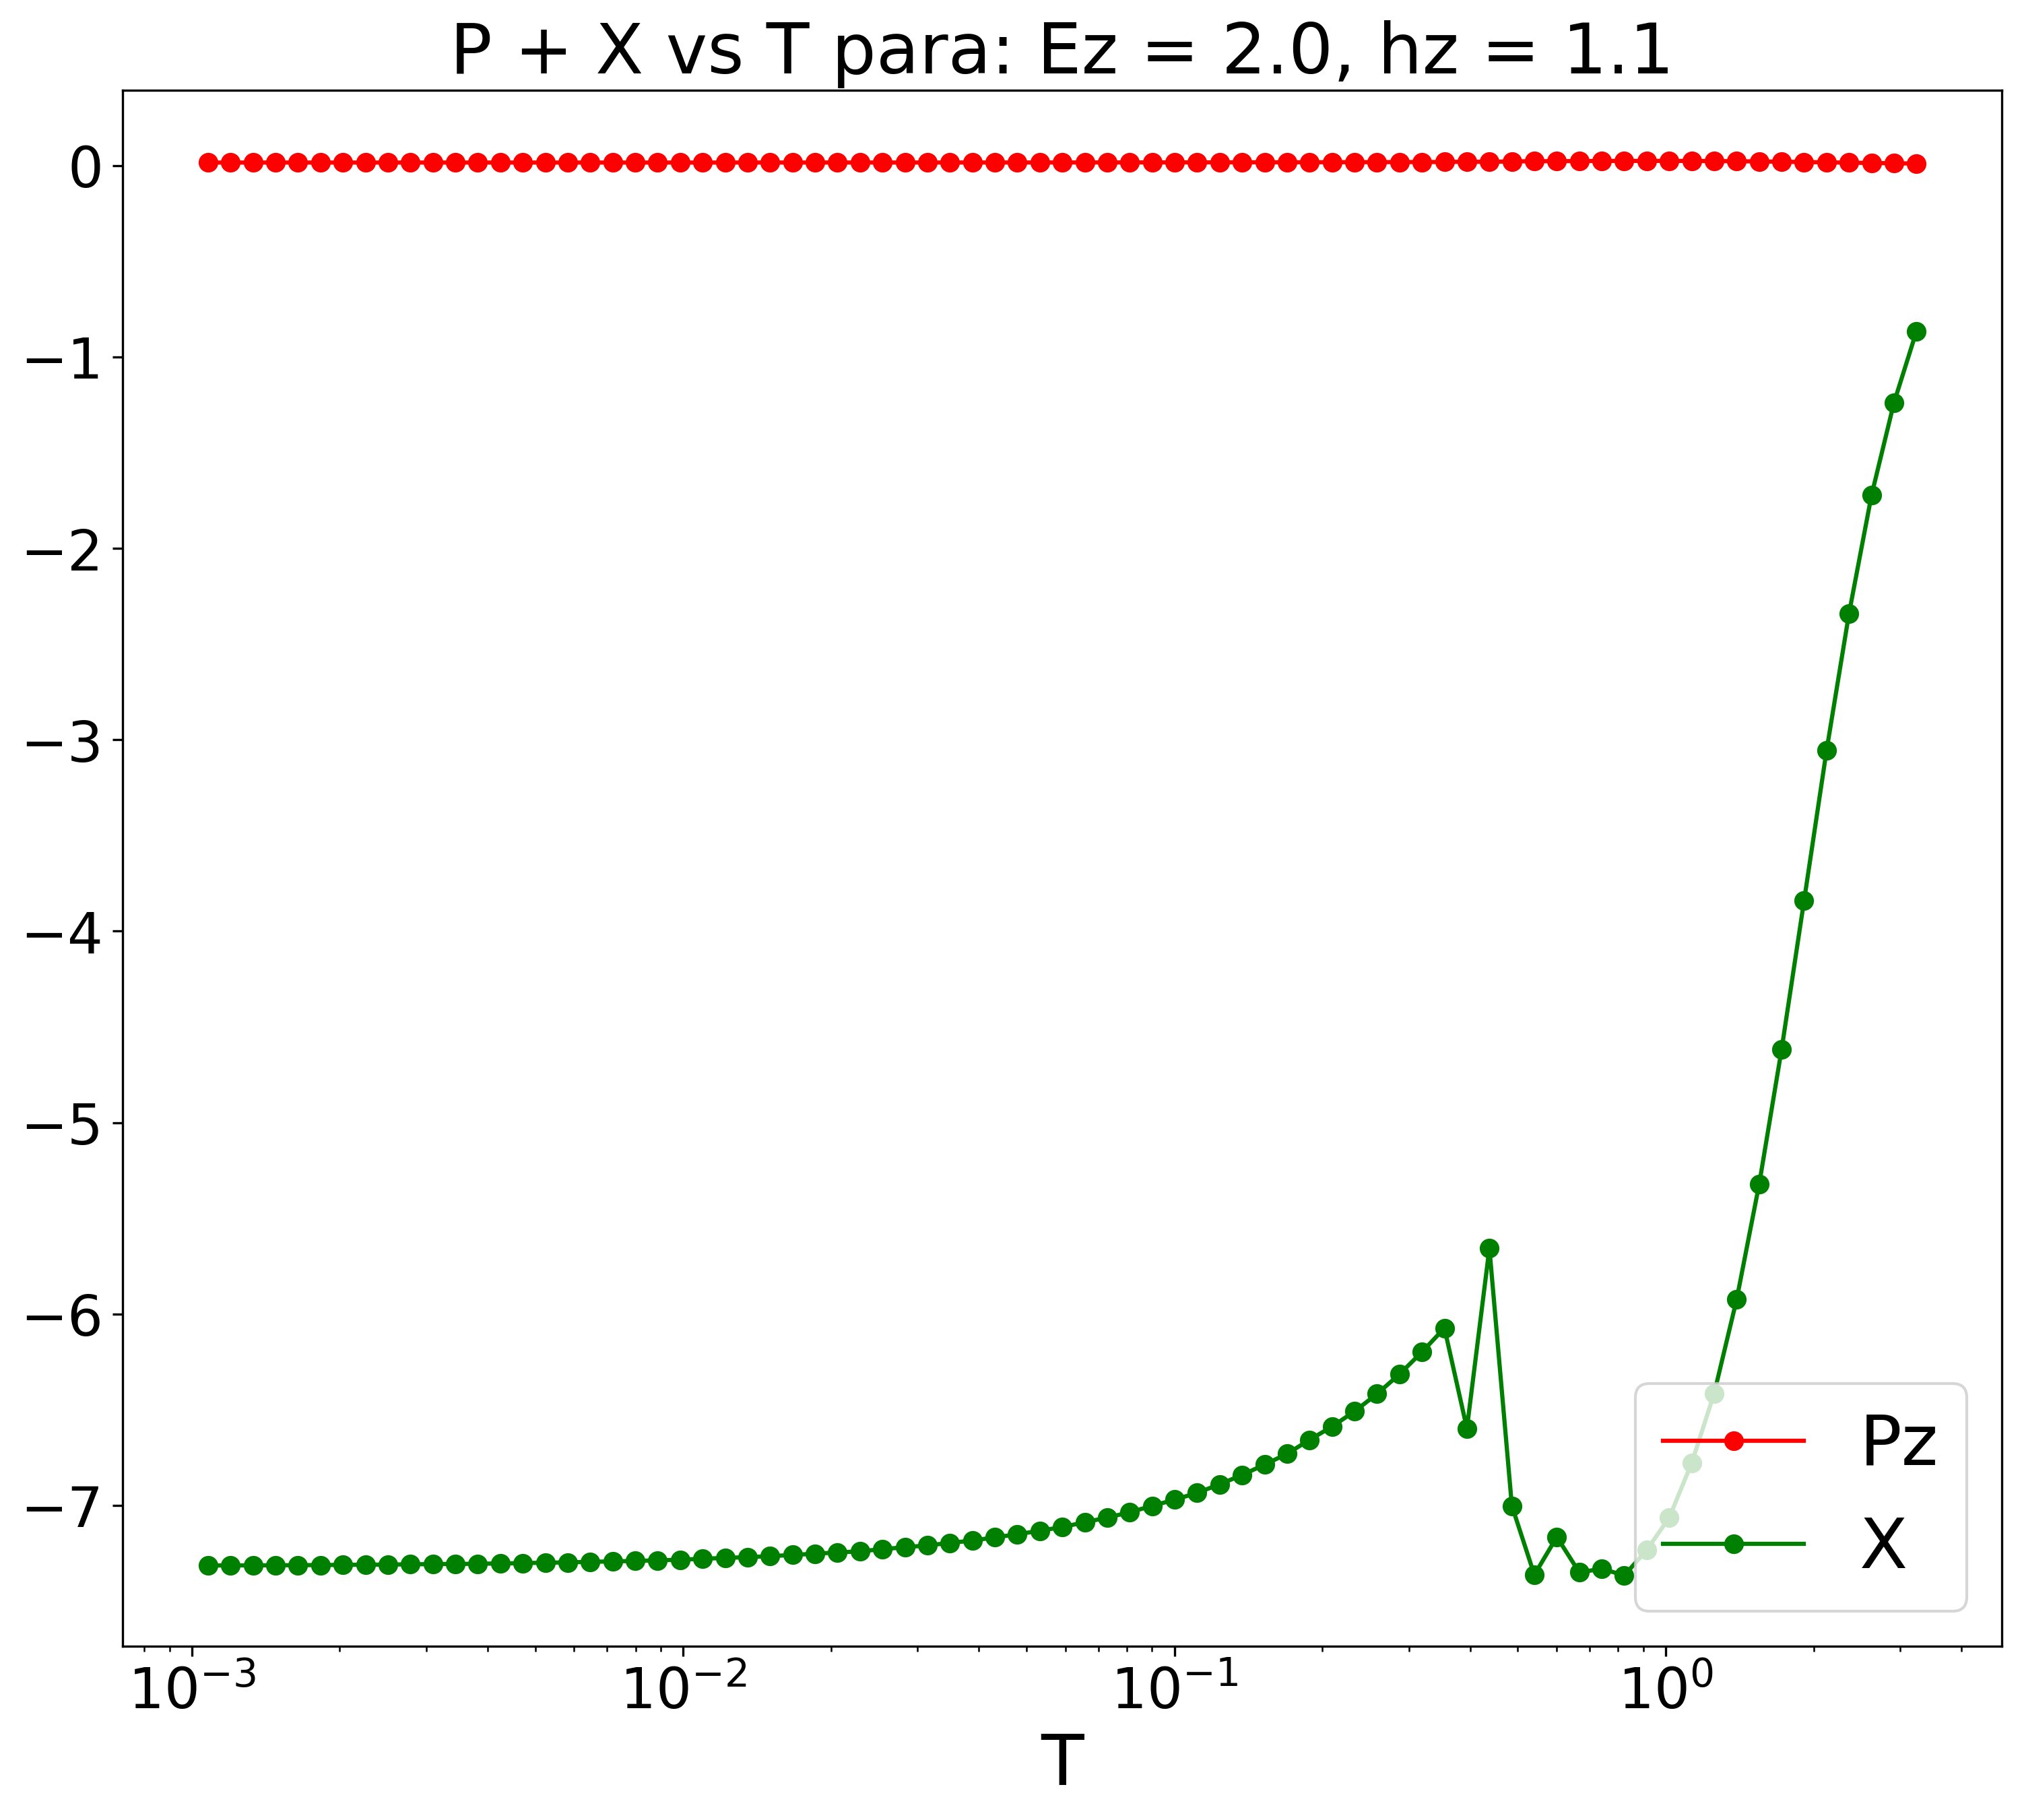 P + X vs T para: Ez = 2.0, hz = 1.1
0
−1
−2
−3
−4
−5
−6
−7
Pz
X
10⁻³ 10⁻² 10⁻¹ 10⁰
T